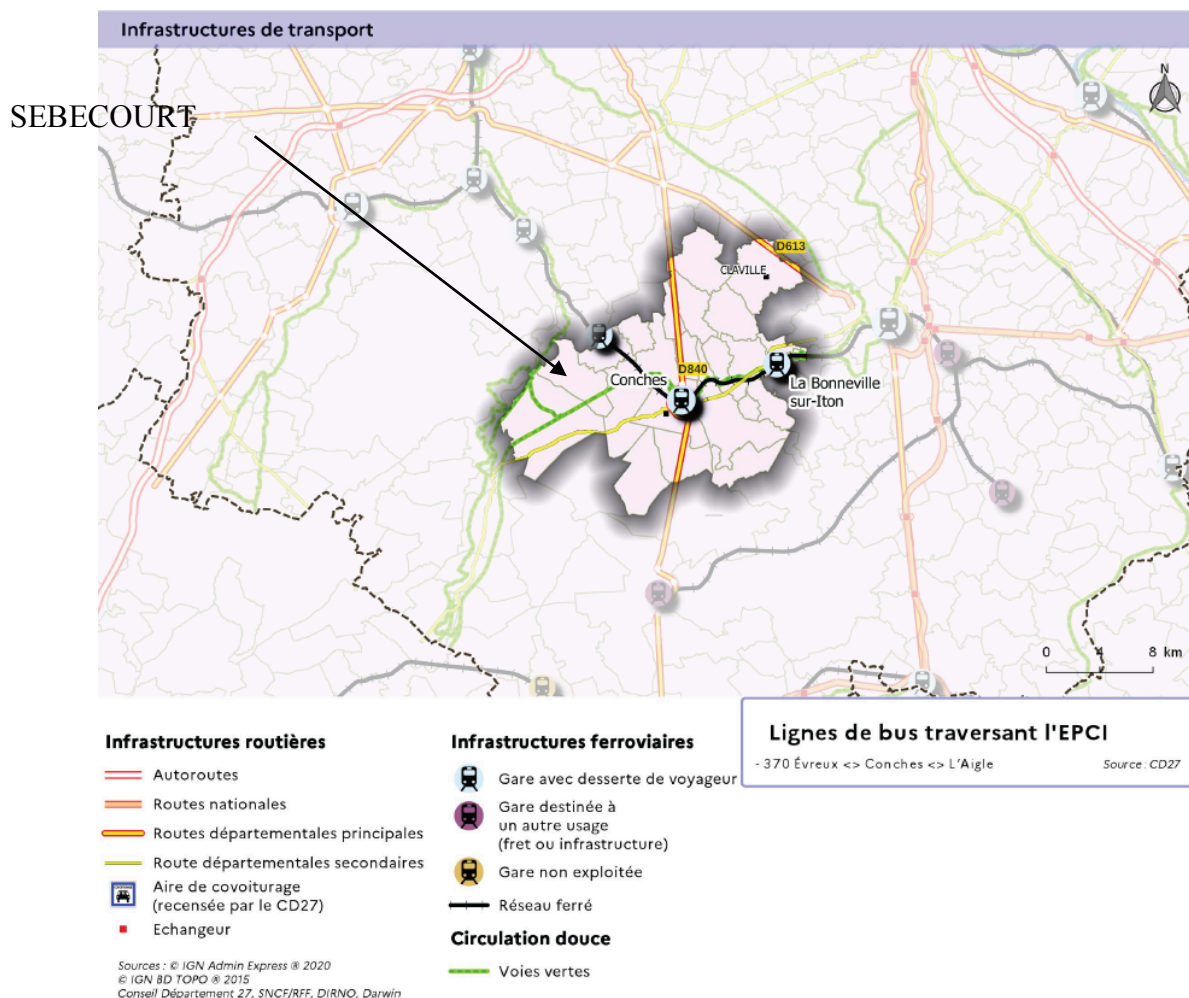 Infrastructures de transport
N
SEBECOURT
D613
CLAVILLE
D840
Conches
La Bonneville
sur-Iton
0 4 8 km
Infrastructures routières
Autoroutes
Routes nationales
Routes départementales principales
Route départementales secondaires
Aire de covoiturage
(recensée par le CD27)
Echangeur
Sources : © IGN Admin Express ® 2020
© IGN BD TOPO ® 2015
Conseil Département 27, SNCF/RFF, DIRNO, Darwin
Infrastructures ferroviaires
Gare avec desserte de voyageur
Gare destinée à
un autre usage
(fret ou infrastructure)
Gare non exploitée
Réseau ferré
Circulation douce
Voies vertes
Lignes de bus traversant l'EPCI
- 370 Évreux <> Conches <> L'Aigle
Source : CD27